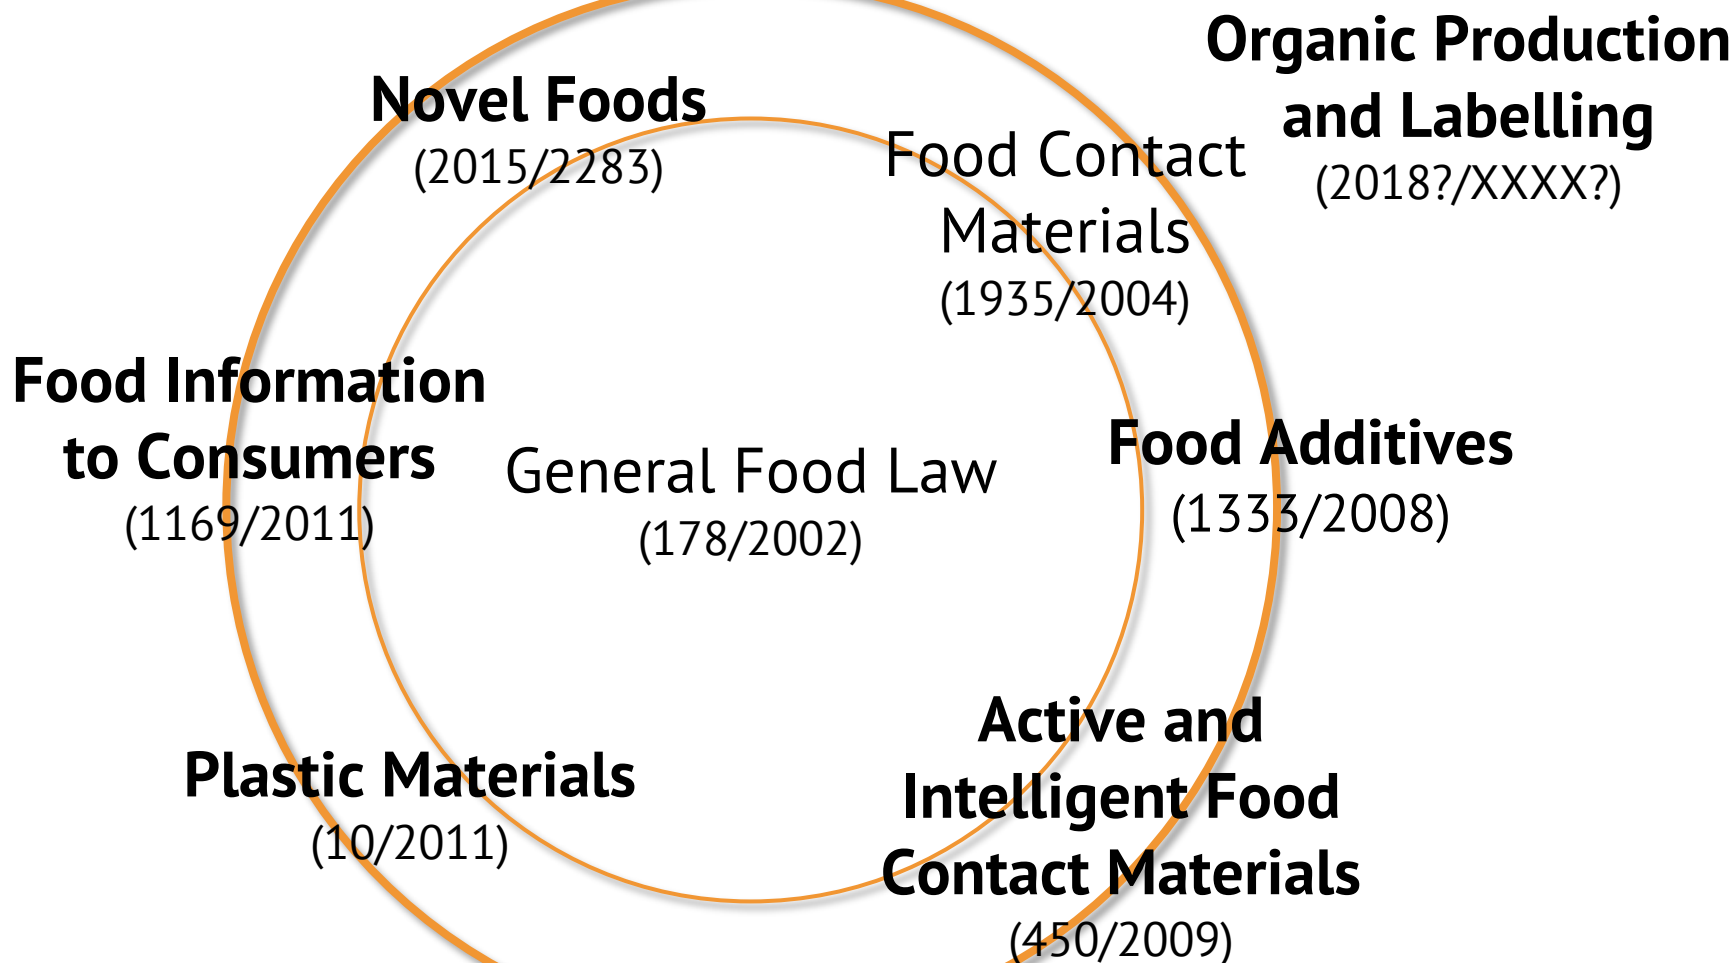 Organic Production
and Labelling
(2018?/XXXX?)
Novel Foods
(2015/2283)
Food Contact
Materials
(1935/2004)
Food Information
to Consumers
(1169/2011)
General Food Law
(178/2002)
Food Additives
(1333/2008)
Plastic Materials
(10/2011)
Active and
Intelligent Food
Contact Materials
(450/2009)